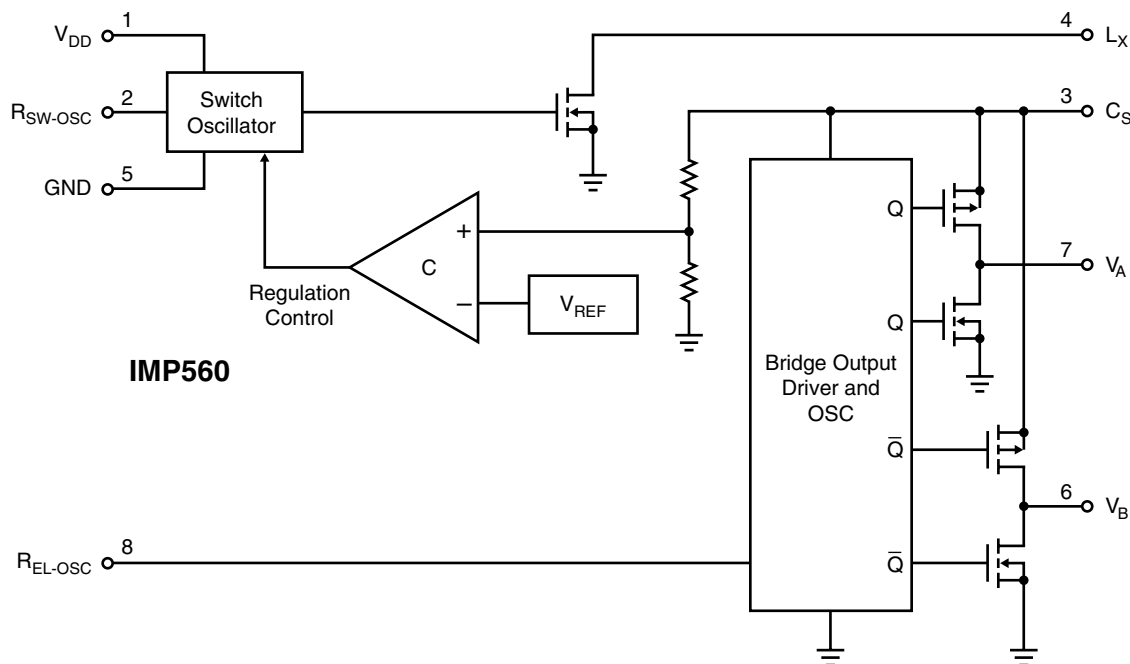 1
V_DD
2
R_SW-OSC
5
GND
Switch
Oscillator
4
L_X
3
C_S
+
C
−
V_REF
Regulation
Control
IMP560
Q
Q
Q̅
Q̅
Bridge Output
Driver and
OSC
7
V_A
6
V_B
8
R_EL-OSC